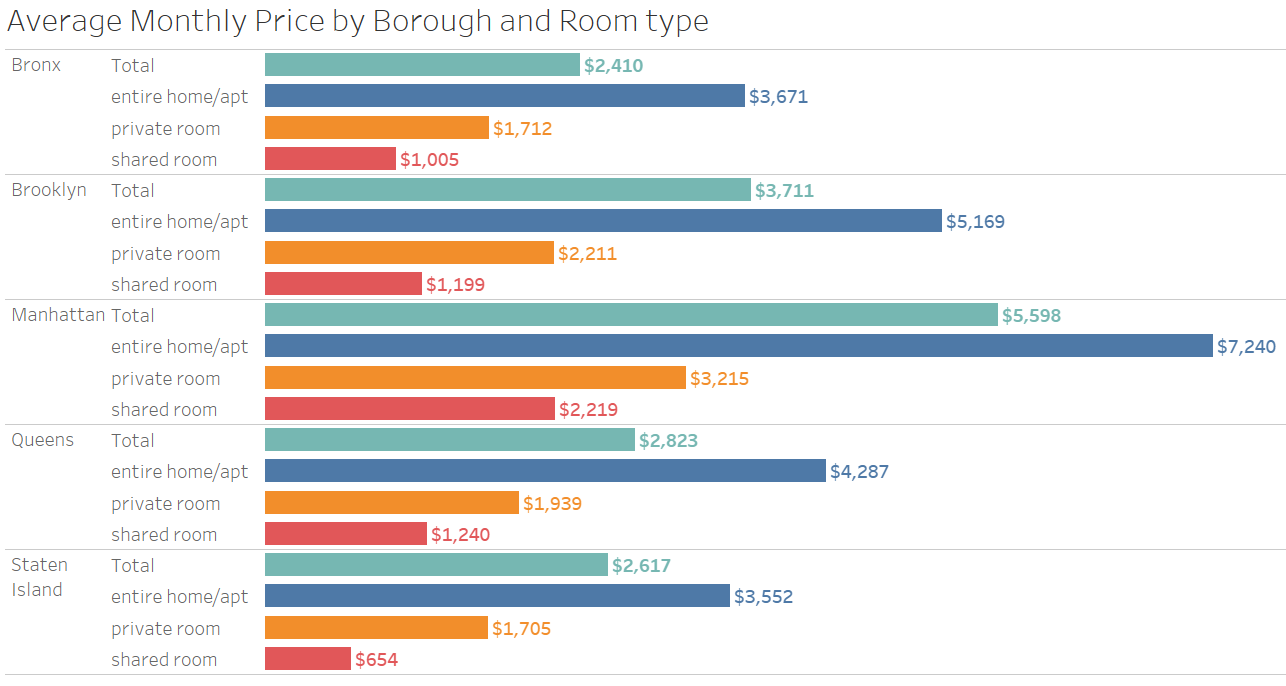 Average Monthly Price by Borough and Room type
Bronx Total $2,410
entire home/apt $3,671
private room $1,712
shared room $1,005
Brooklyn Total $3,711
entire home/apt $5,169
private room $2,211
shared room $1,199
Manhattan Total $5,598
entire home/apt $7,240
private room $3,215
shared room $2,219
Queens Total $2,823
entire home/apt $4,287
private room $1,939
shared room $1,240
Staten Island Total $2,617
entire home/apt $3,552
private room $1,705
shared room $654